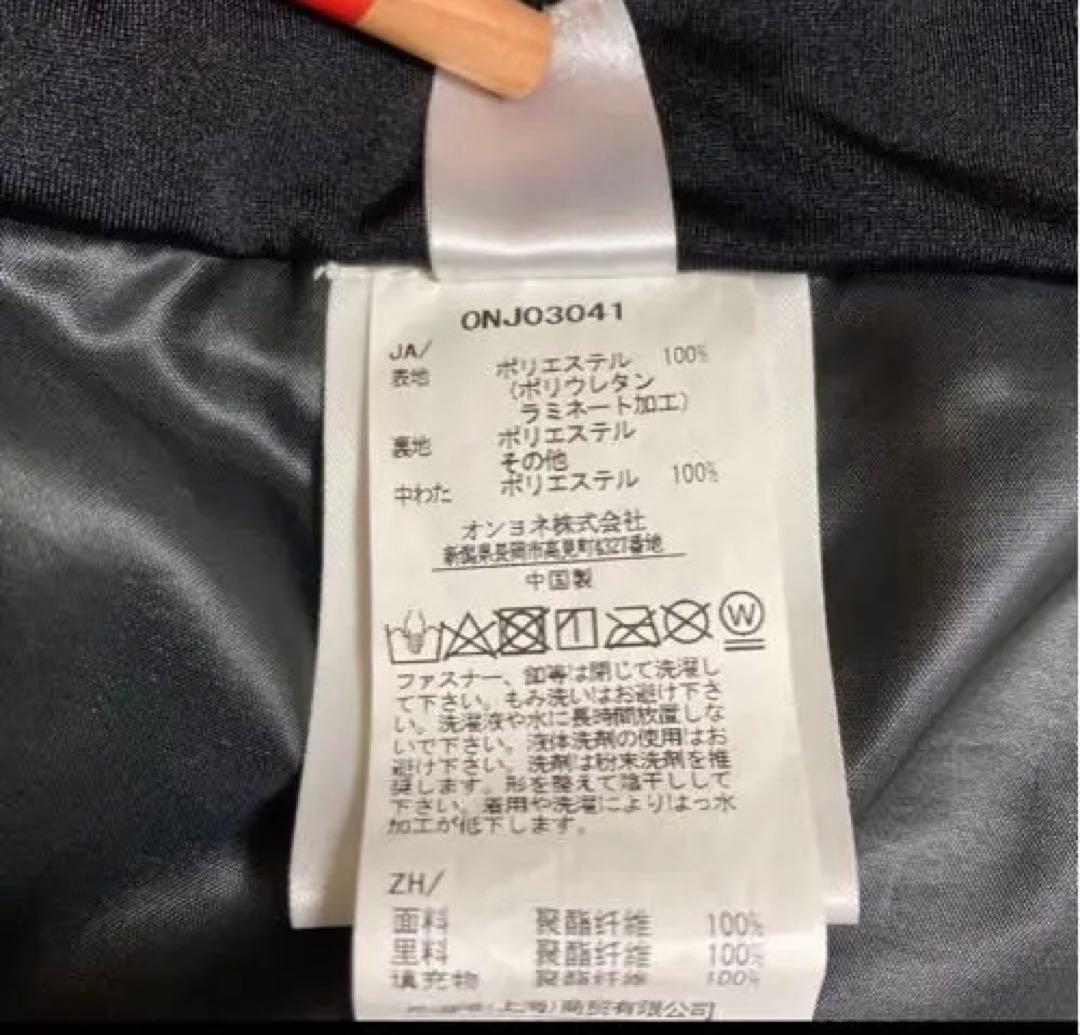 ONJ03041
JA/
表地 ポリエステル 100%
(ポリウレタン
ラミネート加工)
裏地 ポリエステル
その他
中わた ポリエステル 100%
オンヨネ株式会社
新潟県長岡市高見町6327番地
中国製
W
ファスナー、釦等は閉じて洗濯し
て下さい。もみ洗いはお避け下さ
い。洗濯液や水に長時間放置しな
いで下さい。液体洗剤の使用はお
避け下さい。洗剤は粉末洗剤を推
奨します。形を整えて陰干しして
下さい。着用や洗濯によりはっ水
加工が低下します。
ZH/
面料 聚酯纤维 100%
里料 聚酯纤维 100%
填充物 聚酯纤维 100%
(上海)商贸有限公司